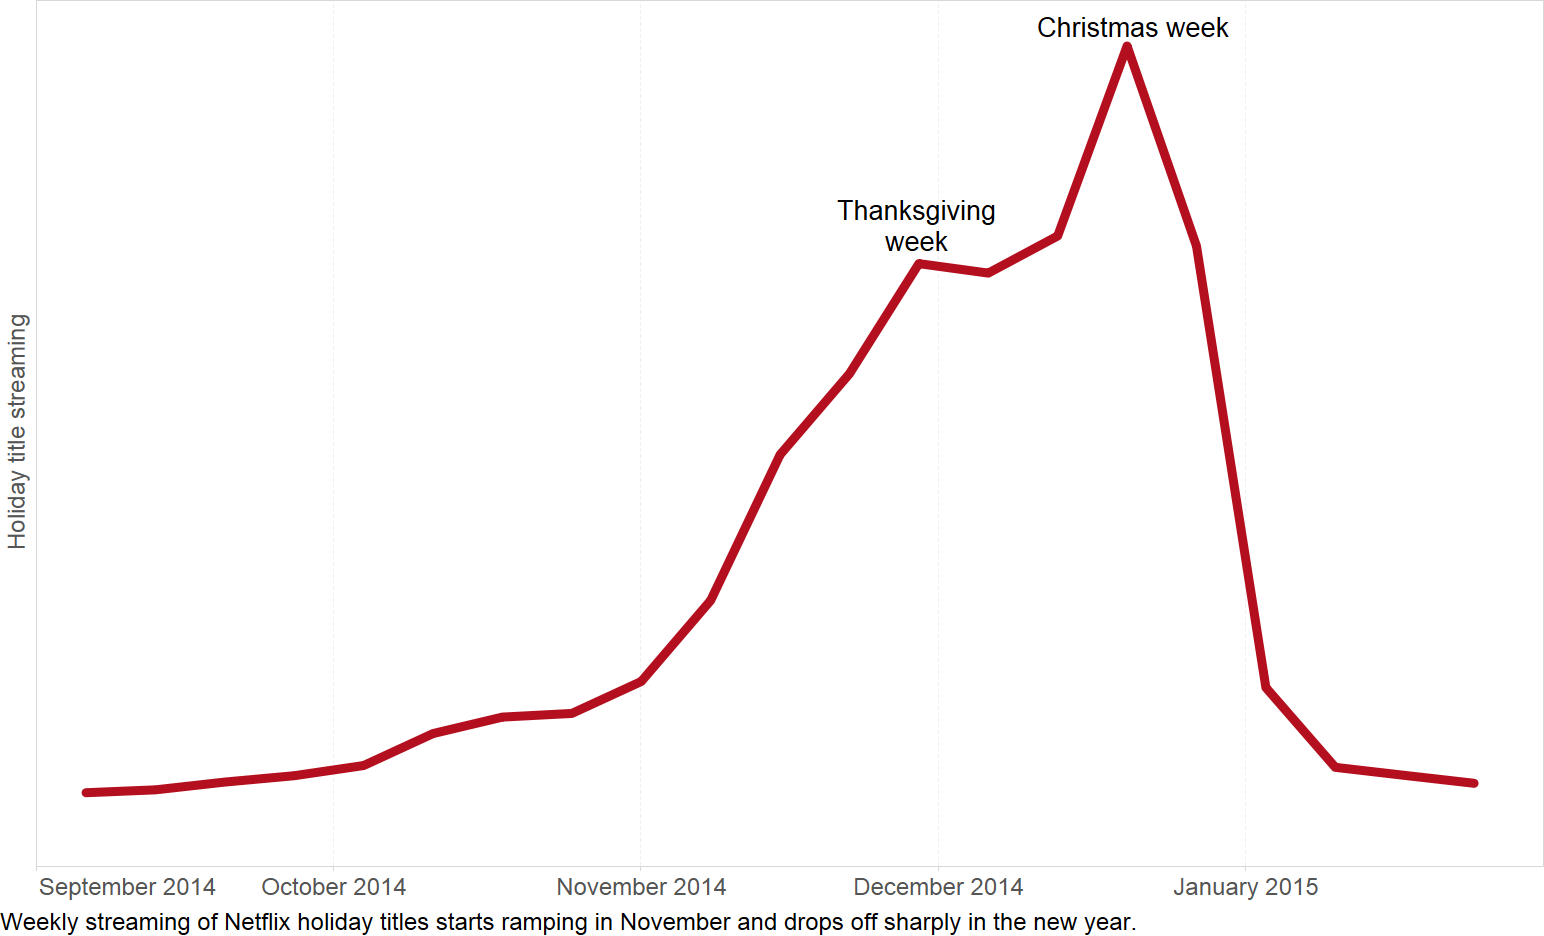 Christmas week
Thanksgiving
week
Holiday title streaming
September 2014
October 2014
November 2014
December 2014
January 2015
Weekly streaming of Netflix holiday titles starts ramping in November and drops off sharply in the new year.